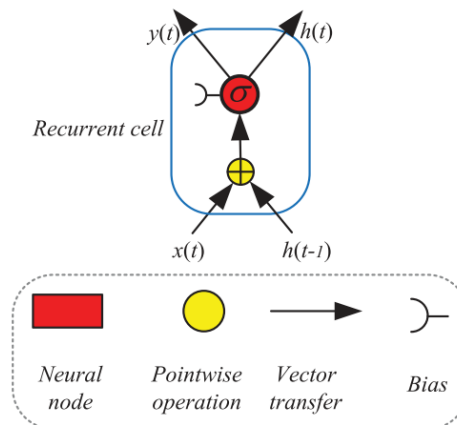 y(t) h(t)
σ
Recurrent cell
x(t) h(t-1)
Neural node
Pointwise operation
Vector transfer
Bias